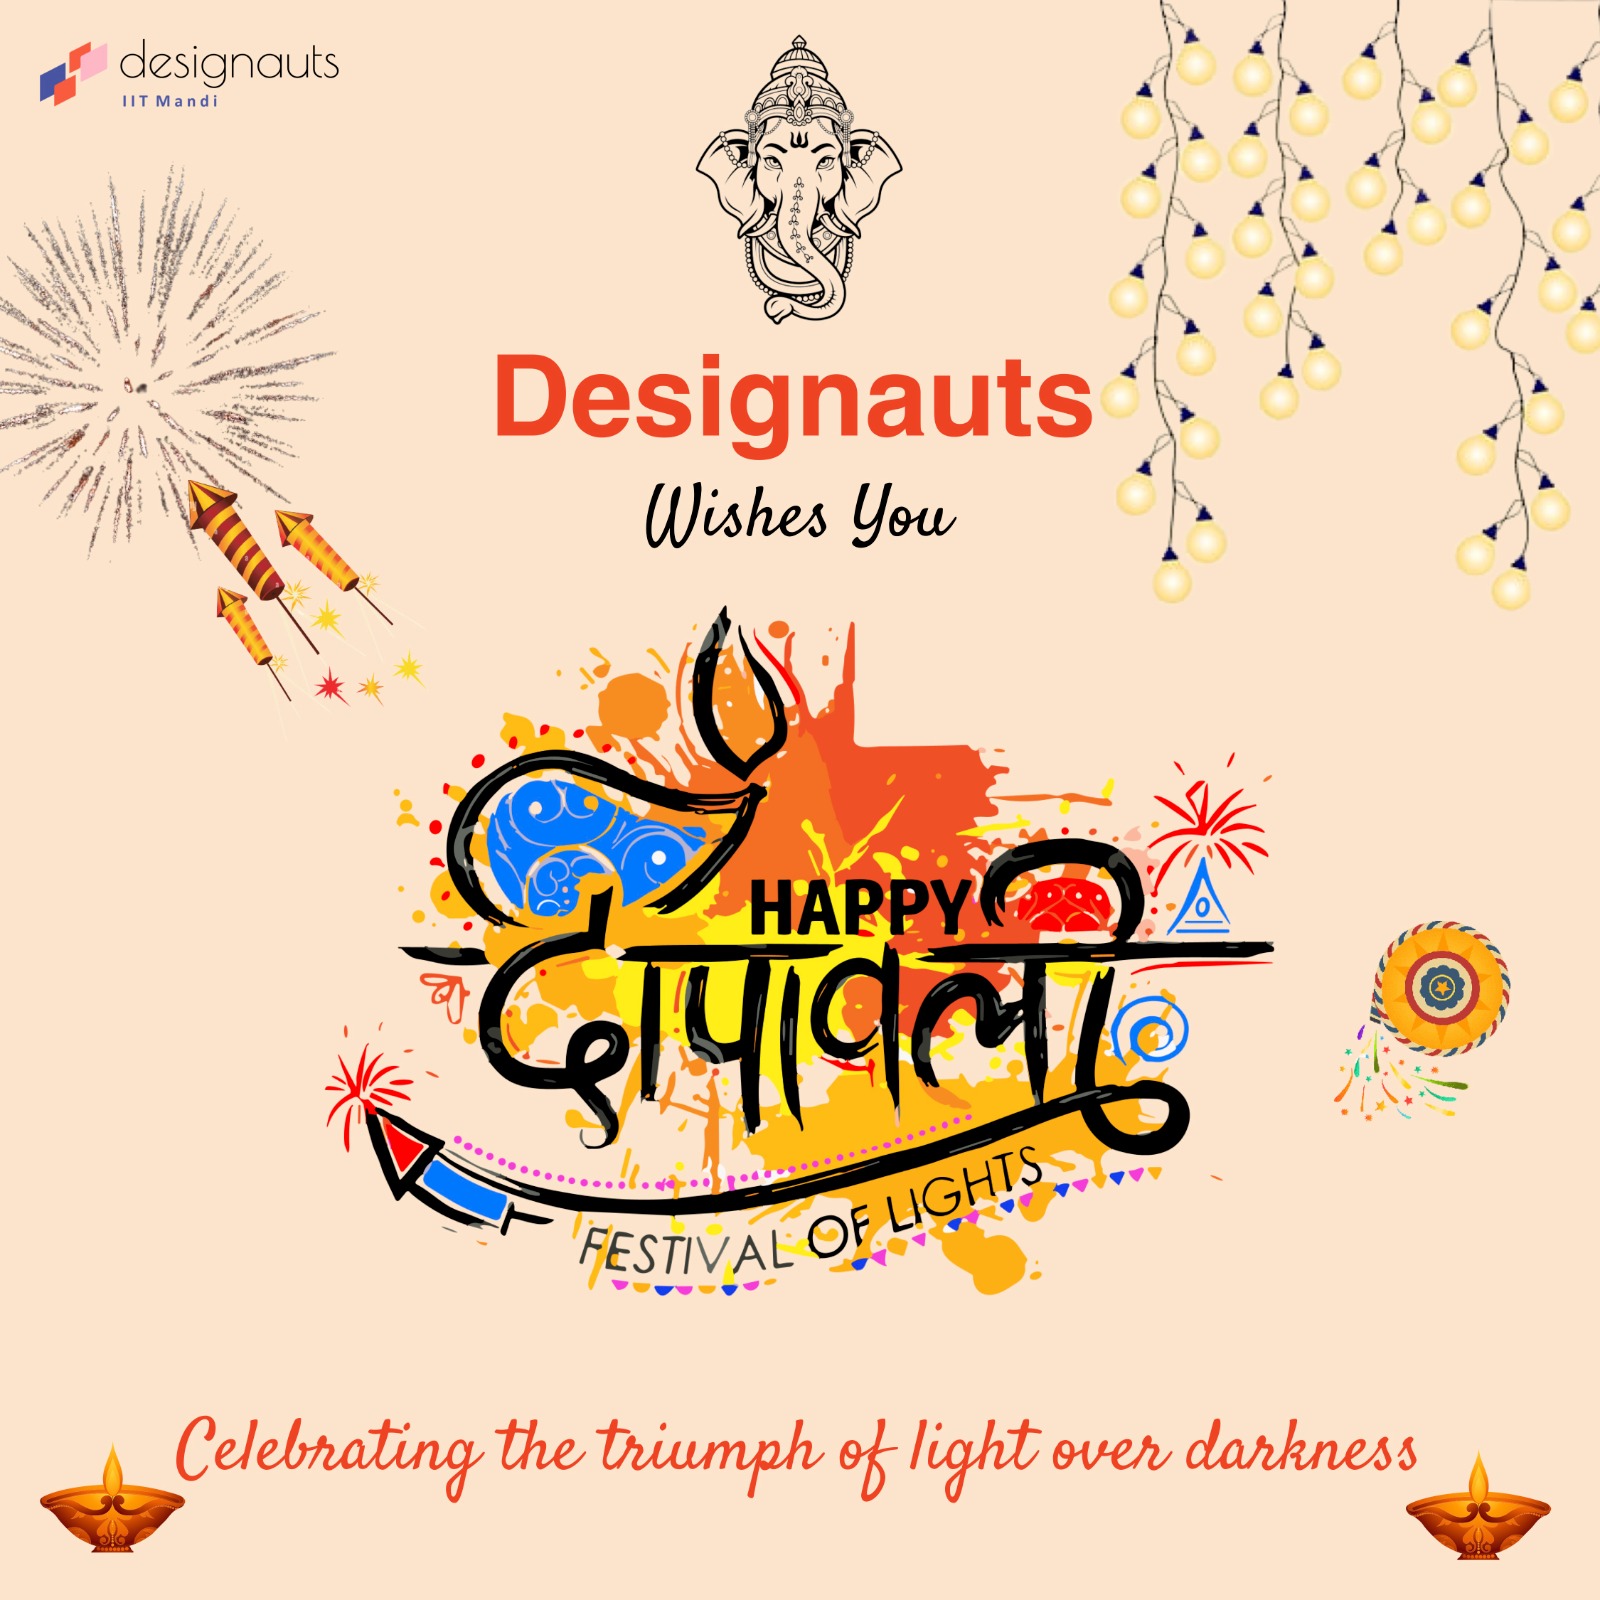 designauts
IIT Mandi
Designauts
Wishes You
HAPPY
दीपावली
FESTIVAL OF LIGHTS
Celebrating the triumph of light over darkness